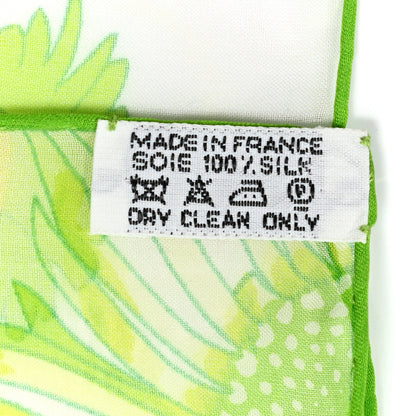 MADE IN FRANCE
SOIE 100% SILK
P
DRY CLEAN ONLY